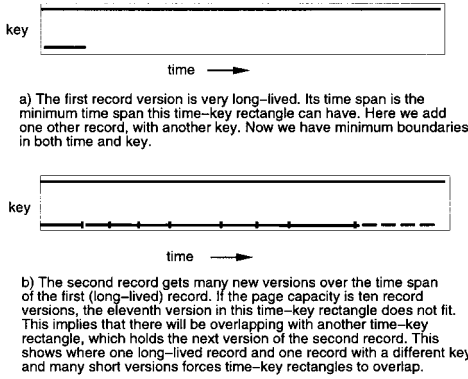 key
time
a) The first record version is very long–lived. Its time span is the
minimum time span this time–key rectangle can have. Here we add
one other record, with another key. Now we have minimum boundaries
in both time and key.
key
time
b) The second record gets many new versions over the time span
of the first (long–lived) record. If the page capacity is ten record
versions, the eleventh version in this time–key rectangle does not fit.
This implies that there will be overlapping with another time–key
rectangle, which holds the next version of the second record. This
shows where one long–lived record and one record with a different key
and many short versions forces time–key rectangles to overlap.